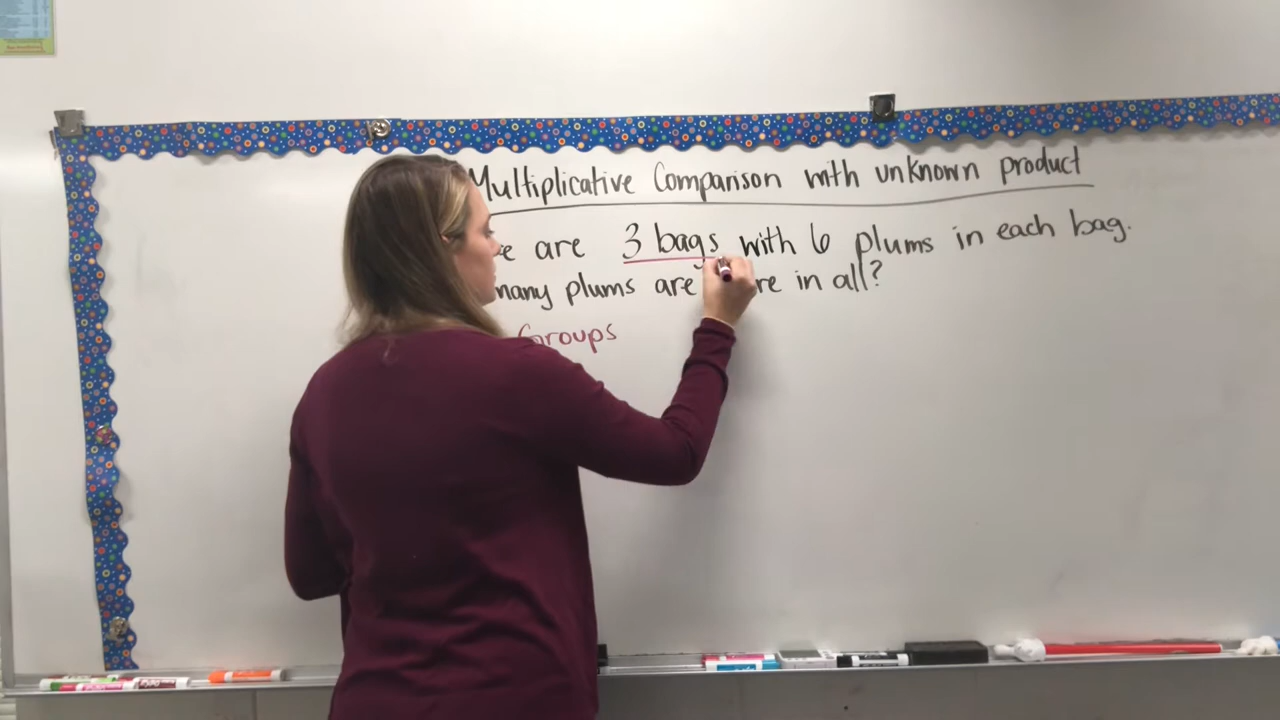 Multiplicative Comparison with unknown product
are 3 bags with 6 plums in each bag.
many plums are in all?
Groups